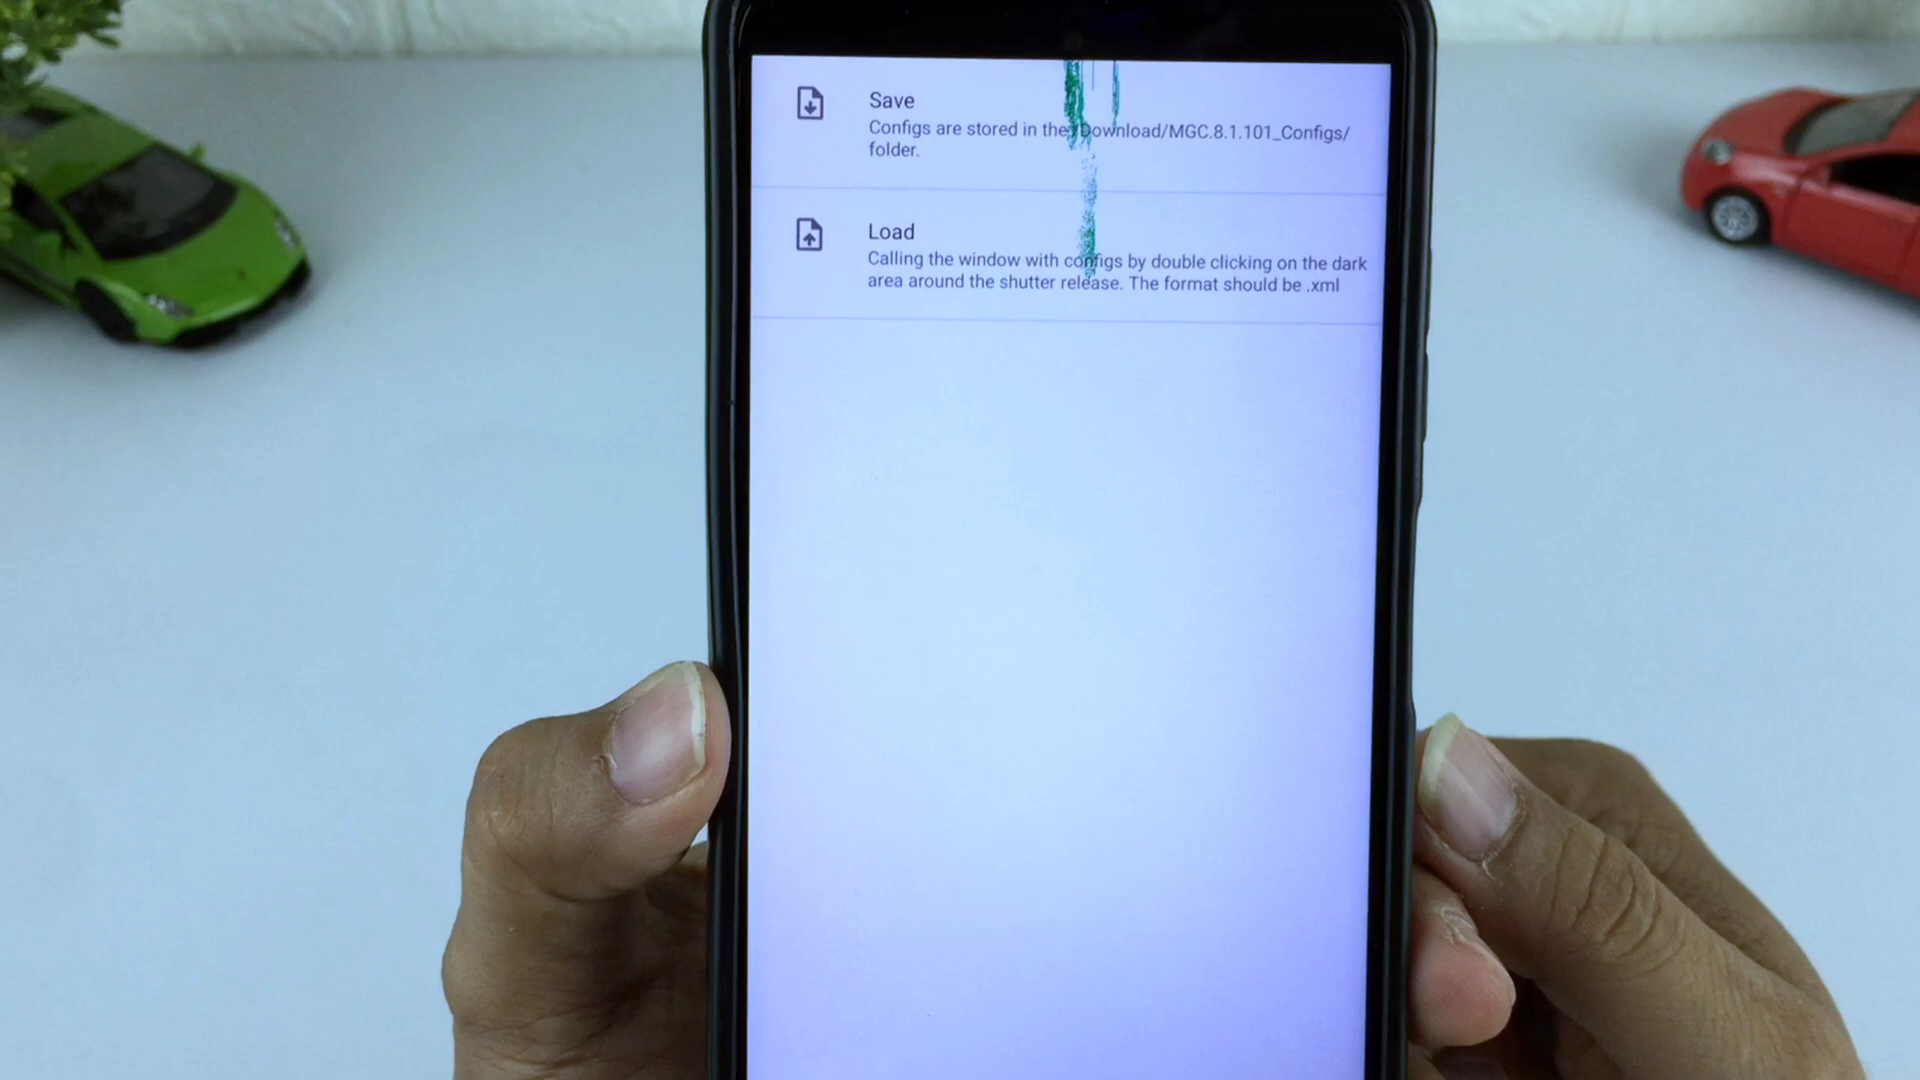 Save
Configs are stored in the /Download/MGC.8.1.101_Configs/
folder.
Load
Calling the window with configs by double clicking on the dark
area around the shutter release. The format should be .xml